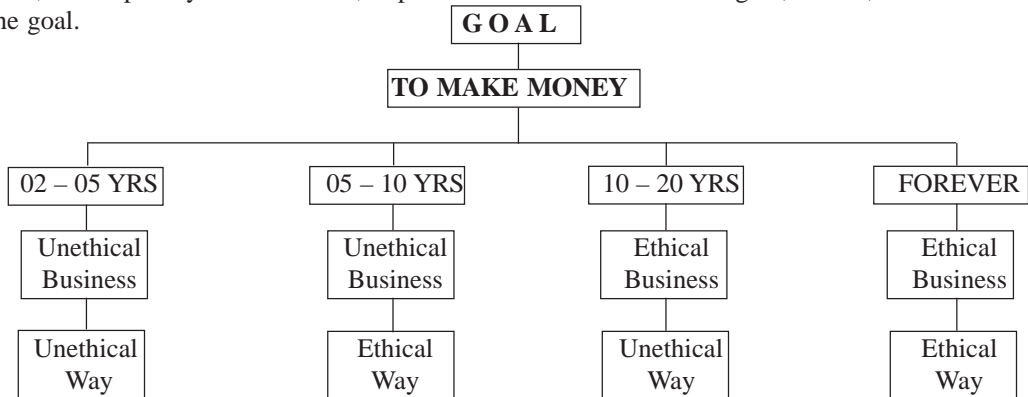 he goal.
G O A L
TO MAKE MONEY
02 – 05 YRS
05 – 10 YRS
10 – 20 YRS
FOREVER
Unethical
Business
Unethical
Business
Ethical
Business
Ethical
Business
Unethical
Way
Ethical
Way
Unethical
Way
Ethical
Way